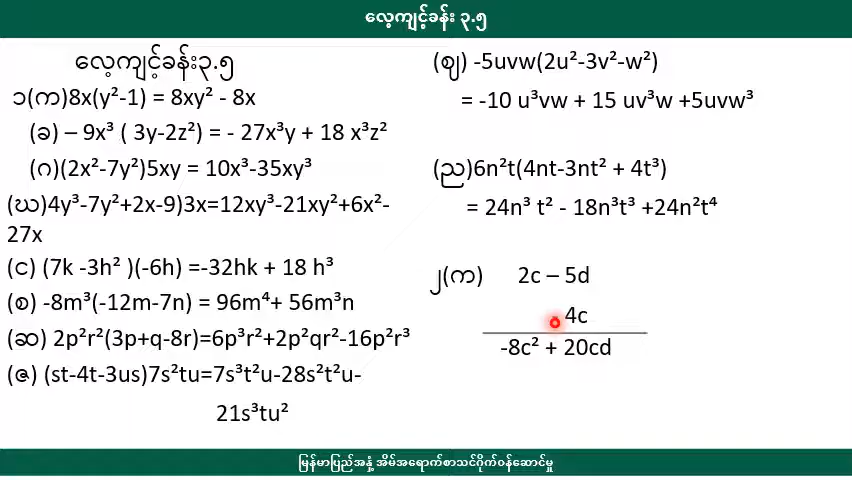 လေ့ကျင့်ခန်း ၃.၅
လေ့ကျင့်ခန်း၃.၅
၁(က)8x(y²-1) = 8xy² - 8x
(ခ) – 9x³ ( 3y-2z²) = - 27x³y + 18 x³z²
(ဂ)(2x²-7y²)5xy = 10x³-35xy³
(ဃ)4y³-7y²+2x-9)3x=12xy³-21xy²+6x²-
27x
(င) (7k -3h² )(-6h) =-32hk + 18 h³
(စ) -8m³(-12m-7n) = 96m⁴+ 56m³n
(ဆ) 2p²r²(3p+q-8r)=6p³r²+2p²qr²-16p²r³
(ဇ) (st-4t-3us)7s²tu=7s³t²u-28s²t²u-
21s³tu²
(ဈ) -5uvw(2u²-3v²-w²)
= -10 u³vw + 15 uv³w +5uvw³
(ည)6n²t(4nt-3nt² + 4t³)
= 24n³ t² - 18n³t³ +24n²t⁴
၂(က) 2c – 5d
4c
-8c² + 20cd
မြန်မာပြည်အနှံ့ အိမ်အရောက်စာသင်ဂိုက်ဝန်ဆောင်မှု